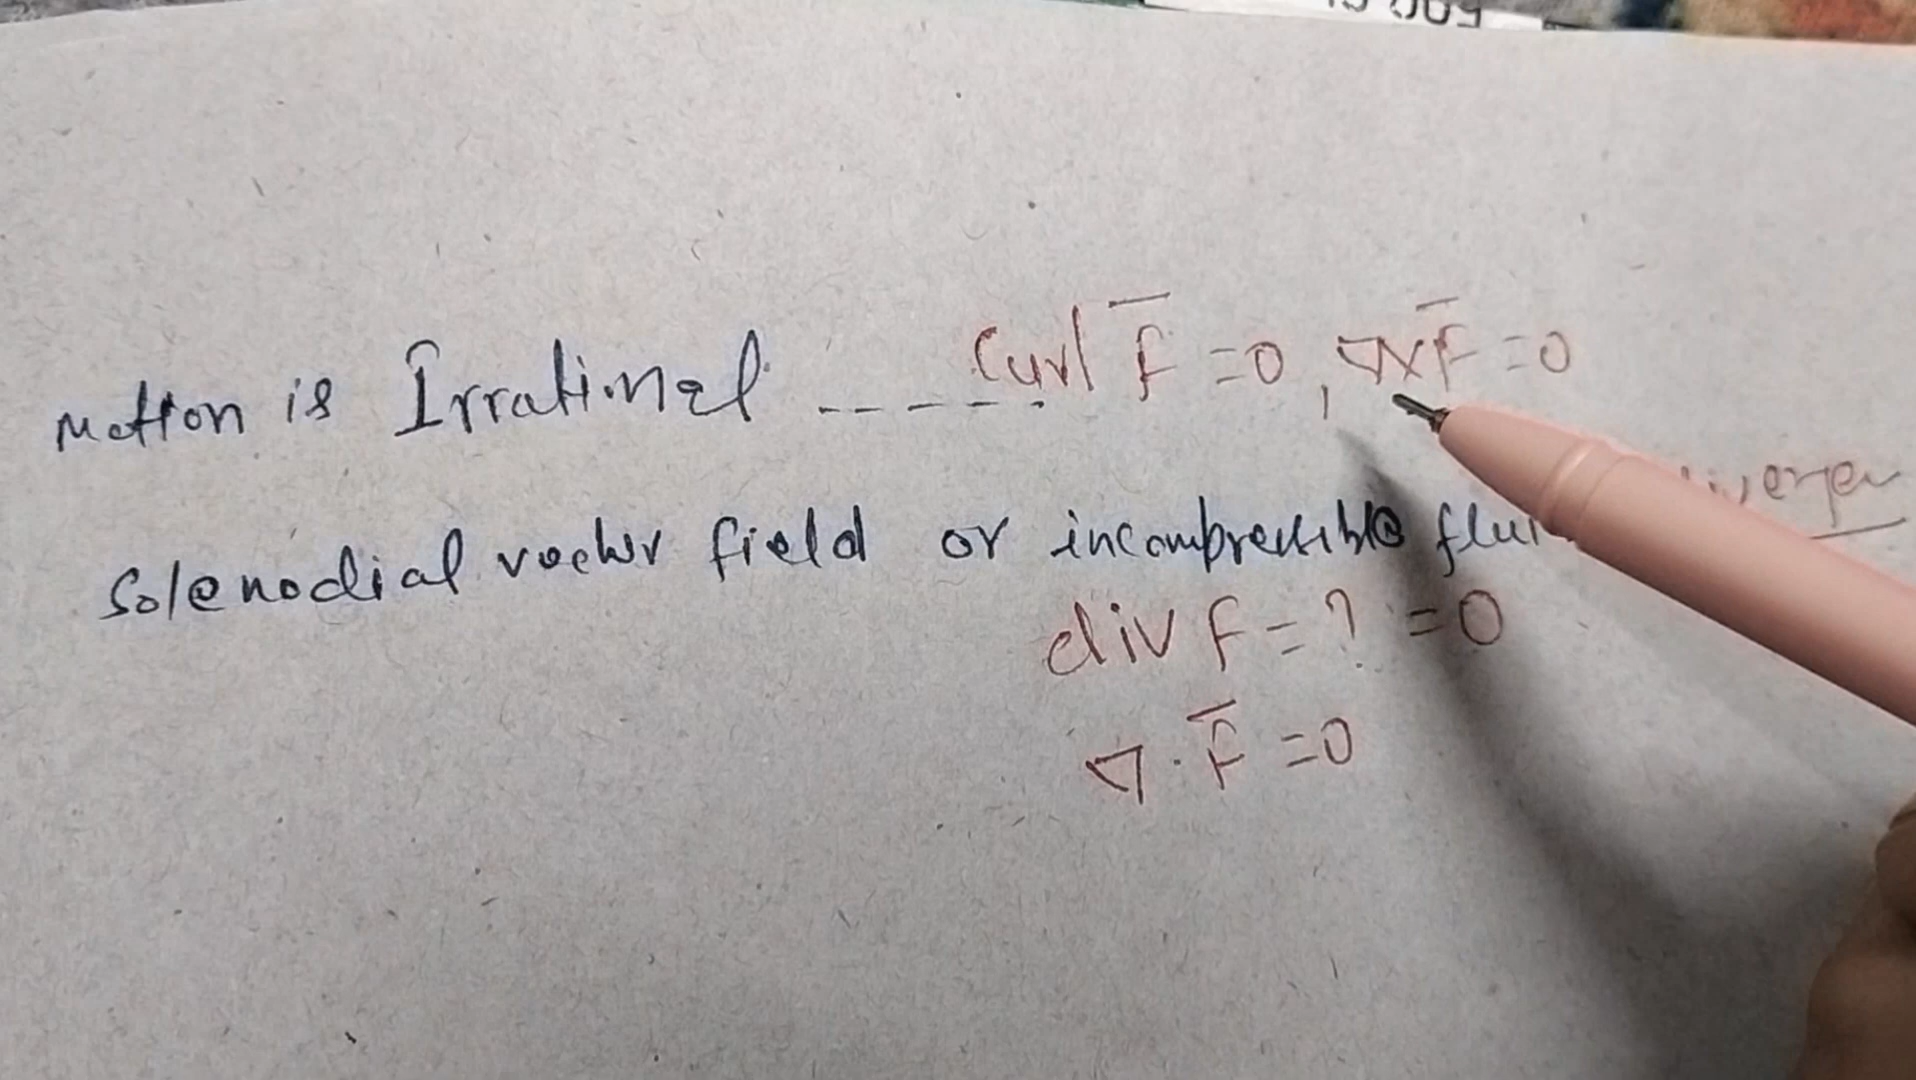 Motion is Irrational ------ Curl F̅ = 0, ∇×F̅ = 0
Solenodial vector field or incompressible
div F = ? = 0
∇·F̅ = 0